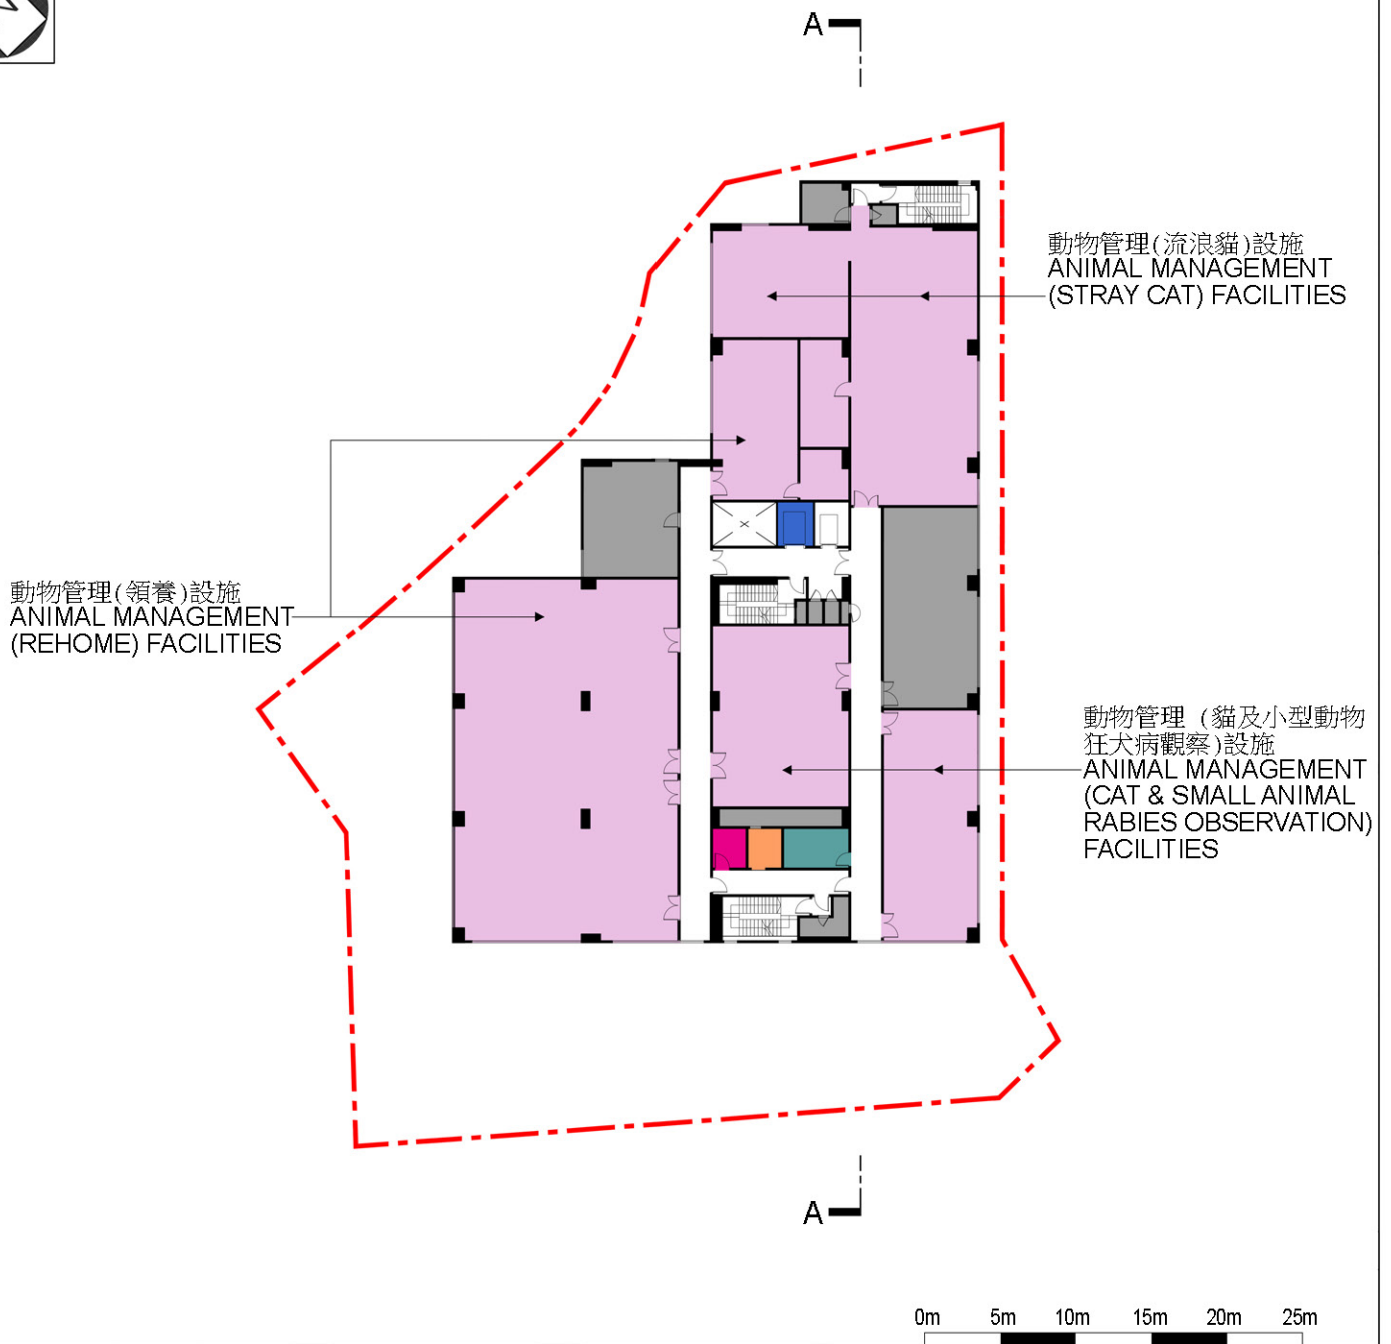 A
動物管理(流浪貓)設施
ANIMAL MANAGEMENT
(STRAY CAT) FACILITIES
動物管理(領養)設施
ANIMAL MANAGEMENT
(REHOME) FACILITIES
動物管理 (貓及小型動物
狂犬病觀察)設施
ANIMAL MANAGEMENT
(CAT & SMALL ANIMAL
RABIES OBSERVATION)
FACILITIES
A
0m 5m 10m 15m 20m 25m